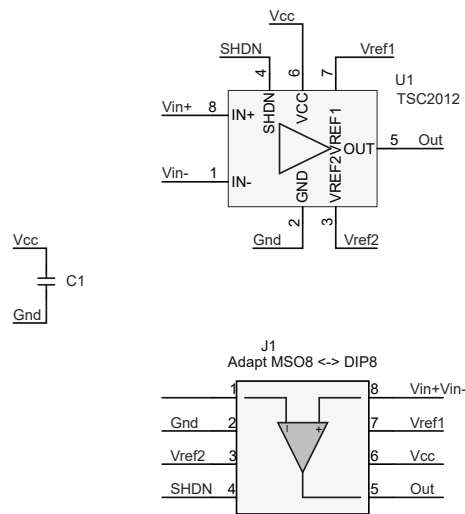 Vcc
SHDN Vref1
4 6 7 U1
TSC2012
Vin+ 8 IN+ SHDN VCC VREF1
OUT 5 Out
Vin- 1 IN- GND VREF2
2 3
Gnd Vref2
Vcc
C1
Gnd
J1
Adapt MSO8 <-> DIP8
1 8 Vin+Vin-
Gnd 2 - + 7 Vref1
Vref2 3 6 Vcc
SHDN 4 5 Out